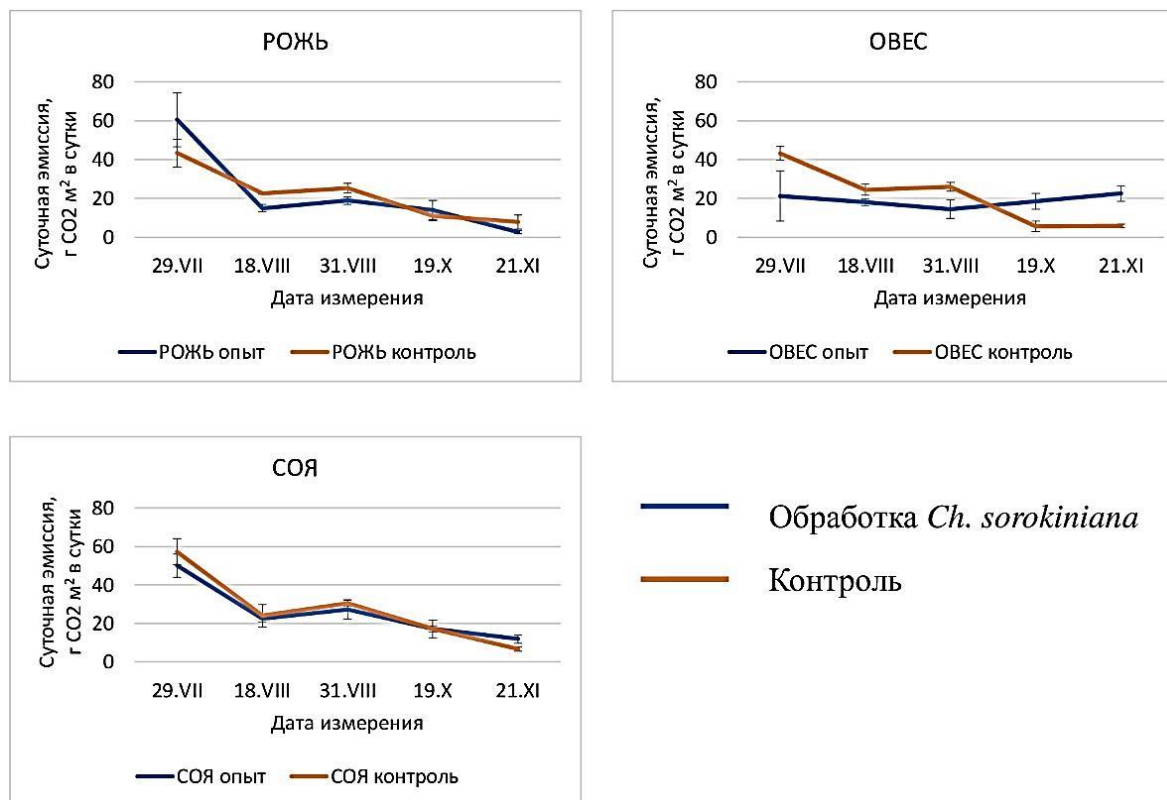 РОЖЬ
Суточная эмиссия,
г CO2 м² в сутки
80
60
40
20
0
29.VII 18.VIII 31.VIII 19.X 21.XI
Дата измерения
РОЖЬ опыт РОЖЬ контроль
ОВЕС
Суточная эмиссия,
г CO2 м² в сутки
80
60
40
20
0
29.VII 18.VIII 31.VIII 19.X 21.XI
Дата измерения
ОВЕС опыт ОВЕС контроль
СОЯ
Суточная эмиссия,
г CO2 м² в сутки
80
60
40
20
0
29.VII 18.VIII 31.VIII 19.X 21.XI
Дата измерения
СОЯ опыт СОЯ контроль
Обработка Ch. sorokiniana
Контроль